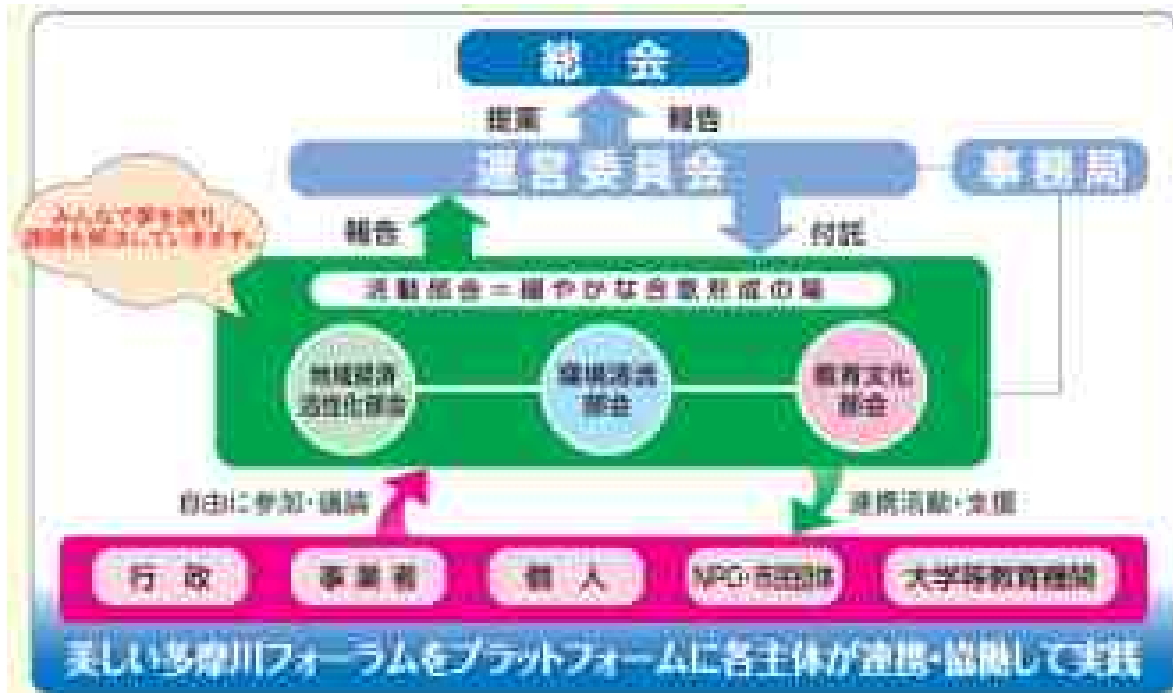 総会
提案
報告
運営委員会
事務局
みんなで夢を語り、
課題を解決していきます。
報告
付託
活動部会＝緩やかな合意形成の場
地域経済
活性化部会
環境清流
部会
教育文化
部会
自由に参加・議論
連携活動・支援
行政
事業者
個人
NPO・市民団体
大学等教育機関
美しい多摩川フォーラムをプラットフォームに各主体が連携・協働して実践